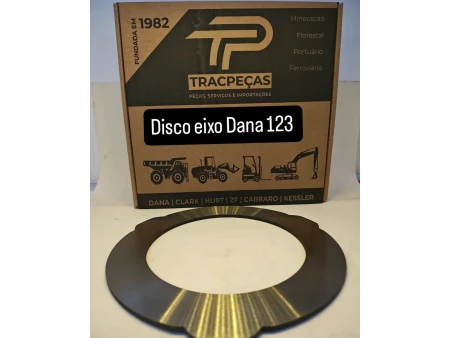 FUNDADA EM
1982
TP
Mineração
Florestal
Portuário
Ferroviário
TRACPEÇAS
PEÇAS, SERVIÇOS E IMPORTAÇÕES
Disco eixo Dana 123
DANA | CLARK | HURT | ZF | CARRARO | KESSLER